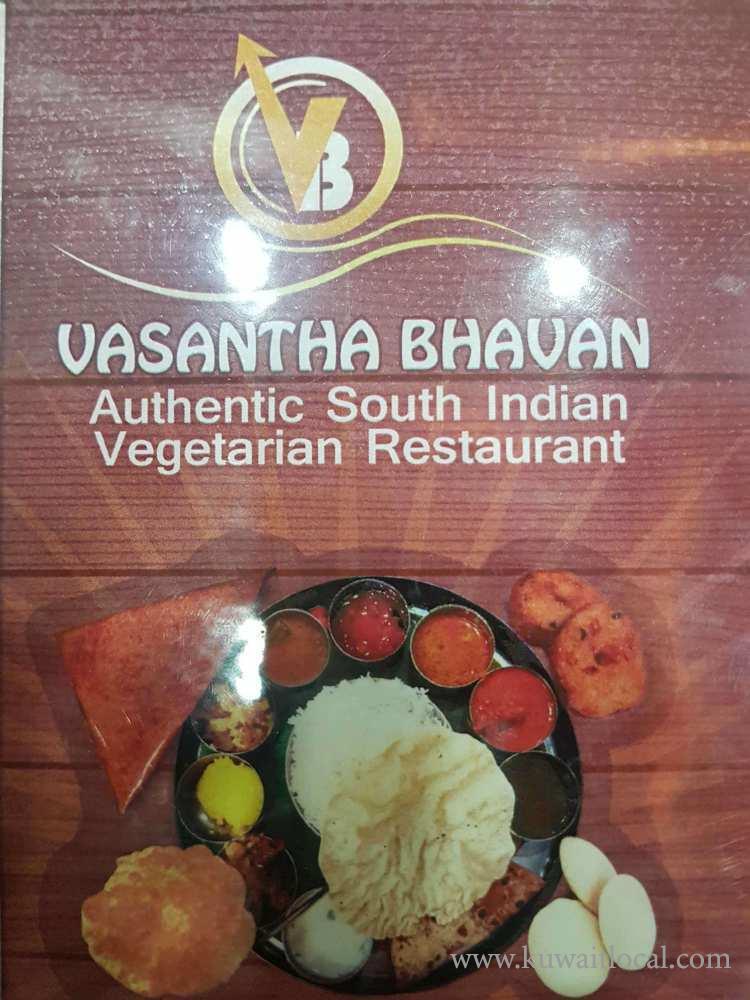 VB
VASANTHA BHAVAN
Authentic South Indian
Vegetarian Restaurant
www.kuwaitlocal.com